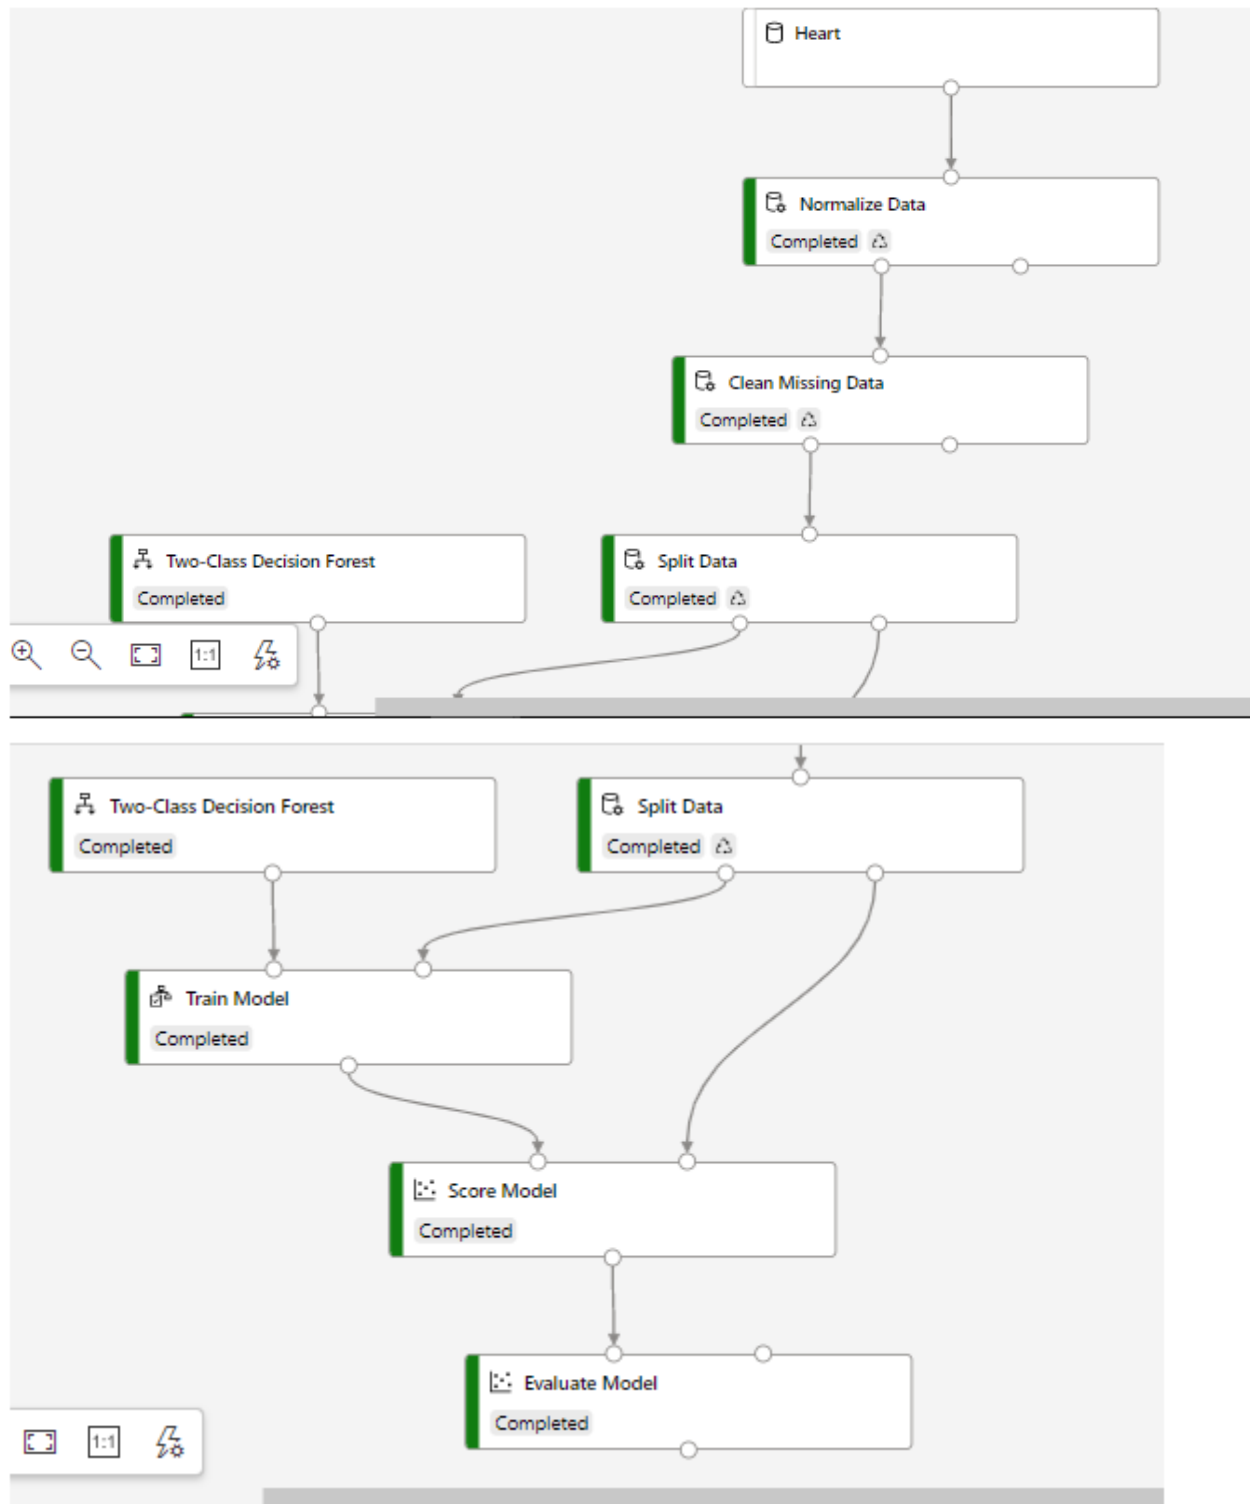 Heart
Normalize Data
Completed
Clean Missing Data
Completed
Two-Class Decision Forest
Completed
Split Data
Completed
1:1
Two-Class Decision Forest
Completed
Split Data
Completed
Train Model
Completed
Score Model
Completed
Evaluate Model
Completed
1:1